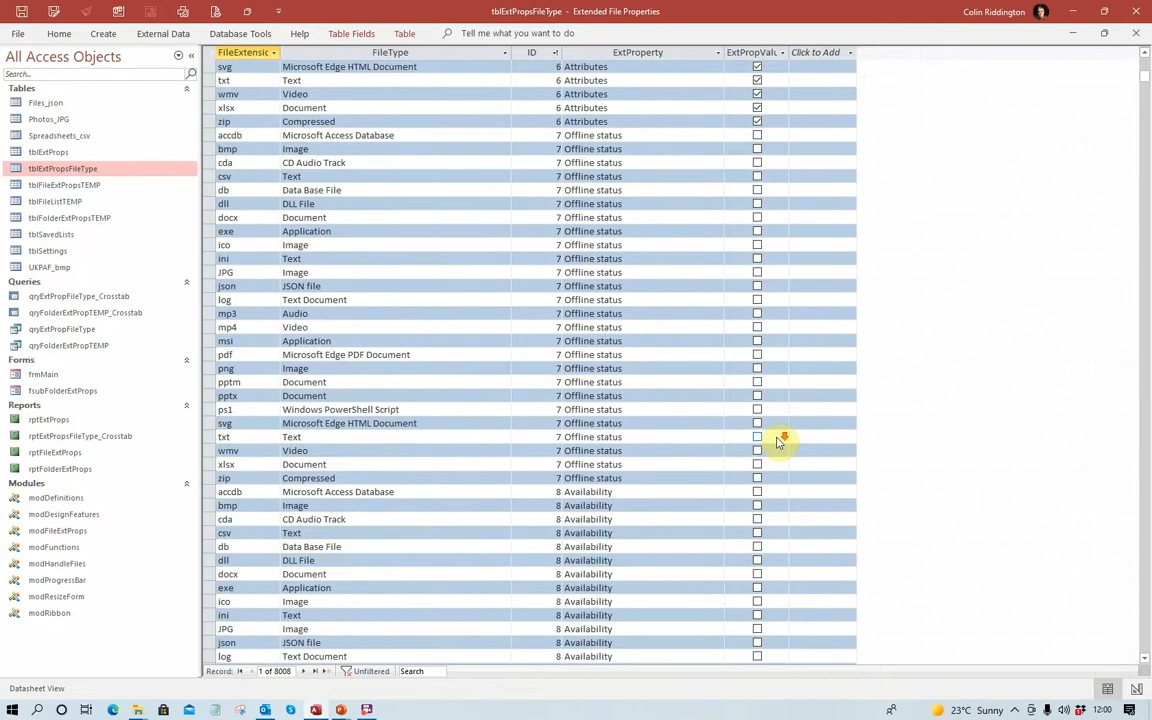 tblExtPropsFileType - Extended File Properties
Colin Riddington
File Home Create External Data Database Tools Help Table Fields Table Tell me what you want to do
All Access Objects
Search...
Tables
Files_json
Photos_JPG
Spreadsheets_csv
tblExtProps
tblExtPropsFileType
tblFileExtPropsTEMP
tblFileListTEMP
tblFolderExtPropsTEMP
tblSavedLists
tblSettings
UKPAF_bmp
Queries
qryExtPropFileType_Crosstab
qryFolderExtPropTEMP_Crosstab
qryExtPropFileType
qryFolderExtPropTEMP
Forms
frmMain
fsubFolderExtProps
Reports
rptExtProps
rptExtPropsFileType_Crosstab
rptFileExtProps
rptFolderExtProps
Modules
modDefinitions
modDesignFeatures
modFileExtProps
modFunctions
modHandleFiles
modProgressBar
modResizeForm
modRibbon
FileExtensic FileType ID ExtProperty ExtPropValu Click to Add
svg Microsoft Edge HTML Document 6 Attributes
txt Text 6 Attributes
wmv Video 6 Attributes
xlsx Document 6 Attributes
zip Compressed 6 Attributes
accdb Microsoft Access Database 7 Offline status
bmp Image 7 Offline status
cda CD Audio Track 7 Offline status
csv Text 7 Offline status
db Data Base File 7 Offline status
dll DLL File 7 Offline status
docx Document 7 Offline status
exe Application 7 Offline status
ico Image 7 Offline status
ini Text 7 Offline status
JPG Image 7 Offline status
json JSON file 7 Offline status
log Text Document 7 Offline status
mp3 Audio 7 Offline status
mp4 Video 7 Offline status
msi Application 7 Offline status
pdf Microsoft Edge PDF Document 7 Offline status
png Image 7 Offline status
pptm Document 7 Offline status
pptx Document 7 Offline status
ps1 Windows PowerShell Script 7 Offline status
svg Microsoft Edge HTML Document 7 Offline status
txt Text 7 Offline status
wmv Video 7 Offline status
xlsx Document 7 Offline status
zip Compressed 7 Offline status
accdb Microsoft Access Database 8 Availability
bmp Image 8 Availability
cda CD Audio Track 8 Availability
csv Text 8 Availability
db Data Base File 8 Availability
dll DLL File 8 Availability
docx Document 8 Availability
exe Application 8 Availability
ico Image 8 Availability
ini Text 8 Availability
JPG Image 8 Availability
json JSON file 8 Availability
log Text Document 8 Availability
Record: 1 of 8008 Unfiltered Search
Datasheet View
23°C Sunny 12:00